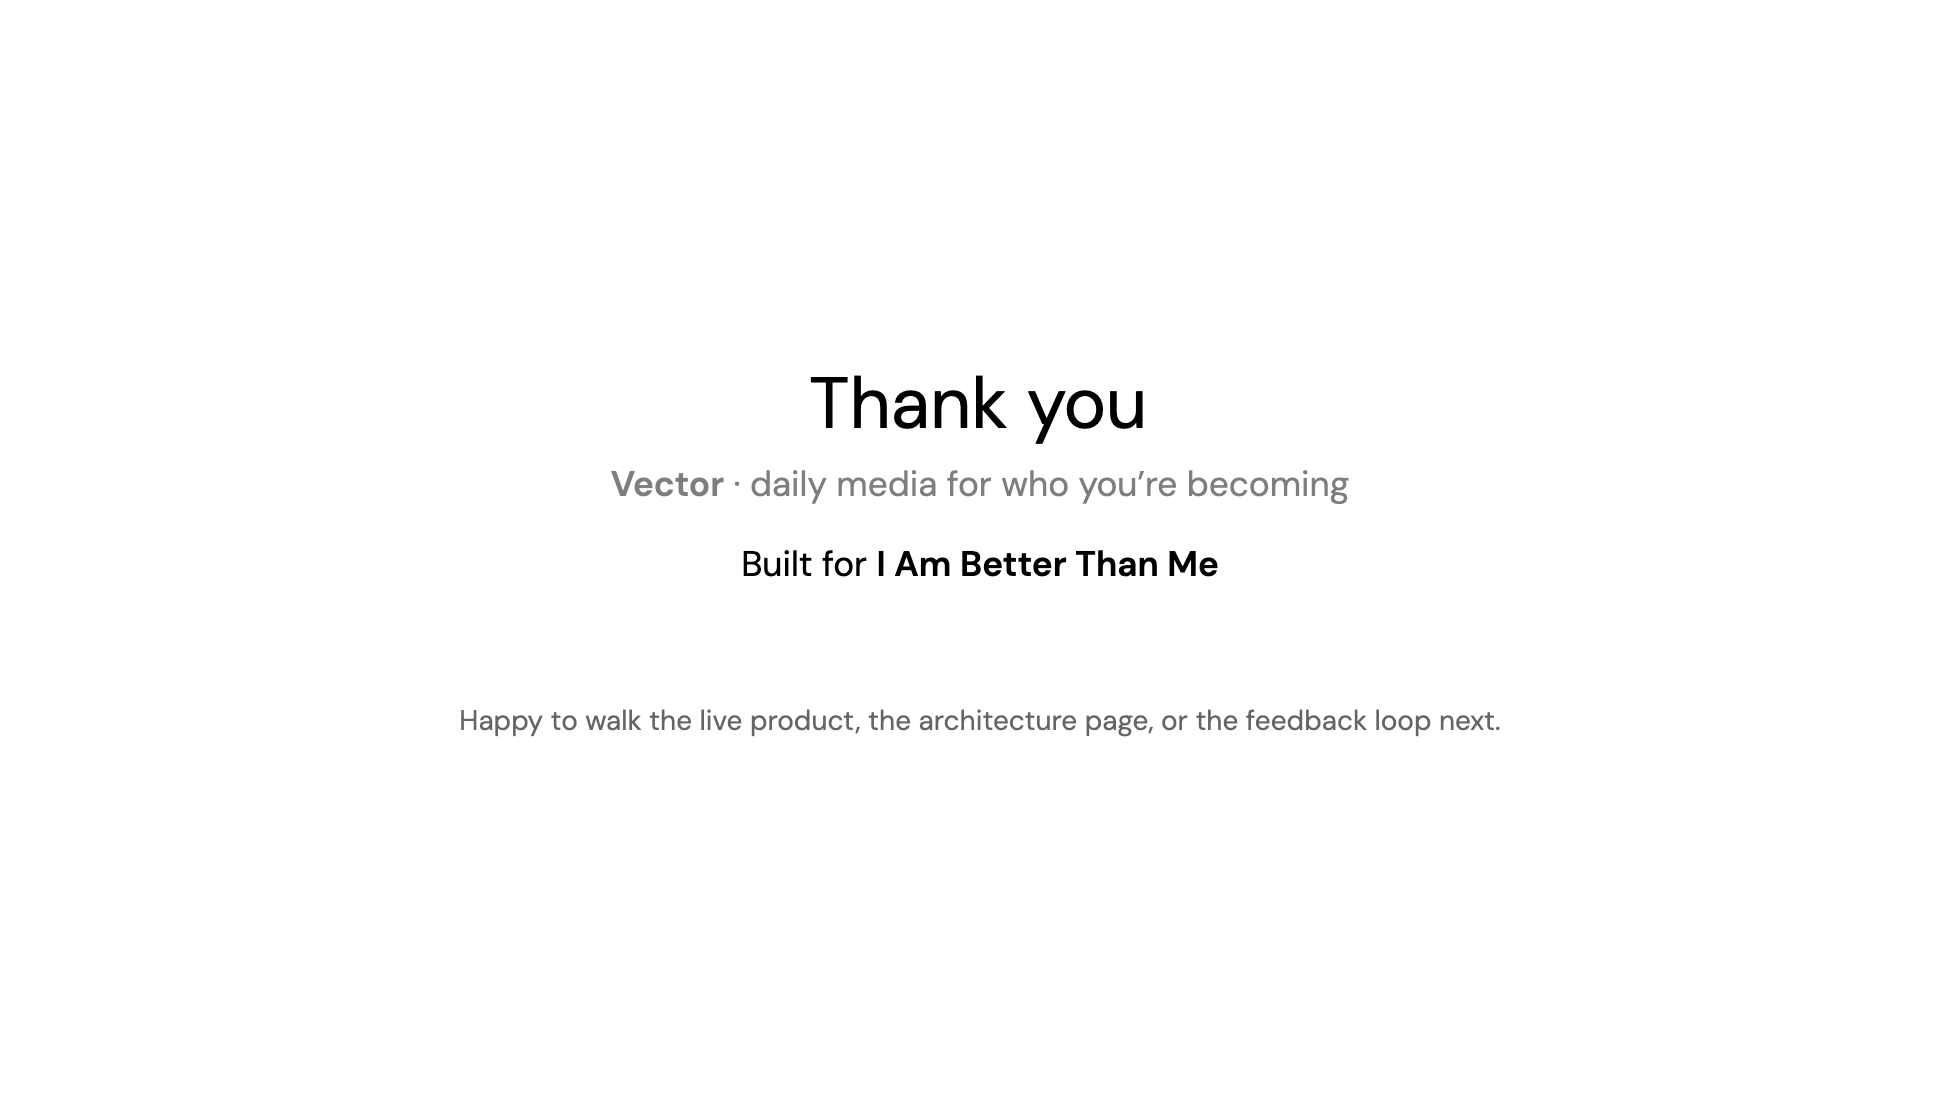 Thank you
Vector · daily media for who you’re becoming
Built for I Am Better Than Me
Happy to walk the live product, the architecture page, or the feedback loop next.